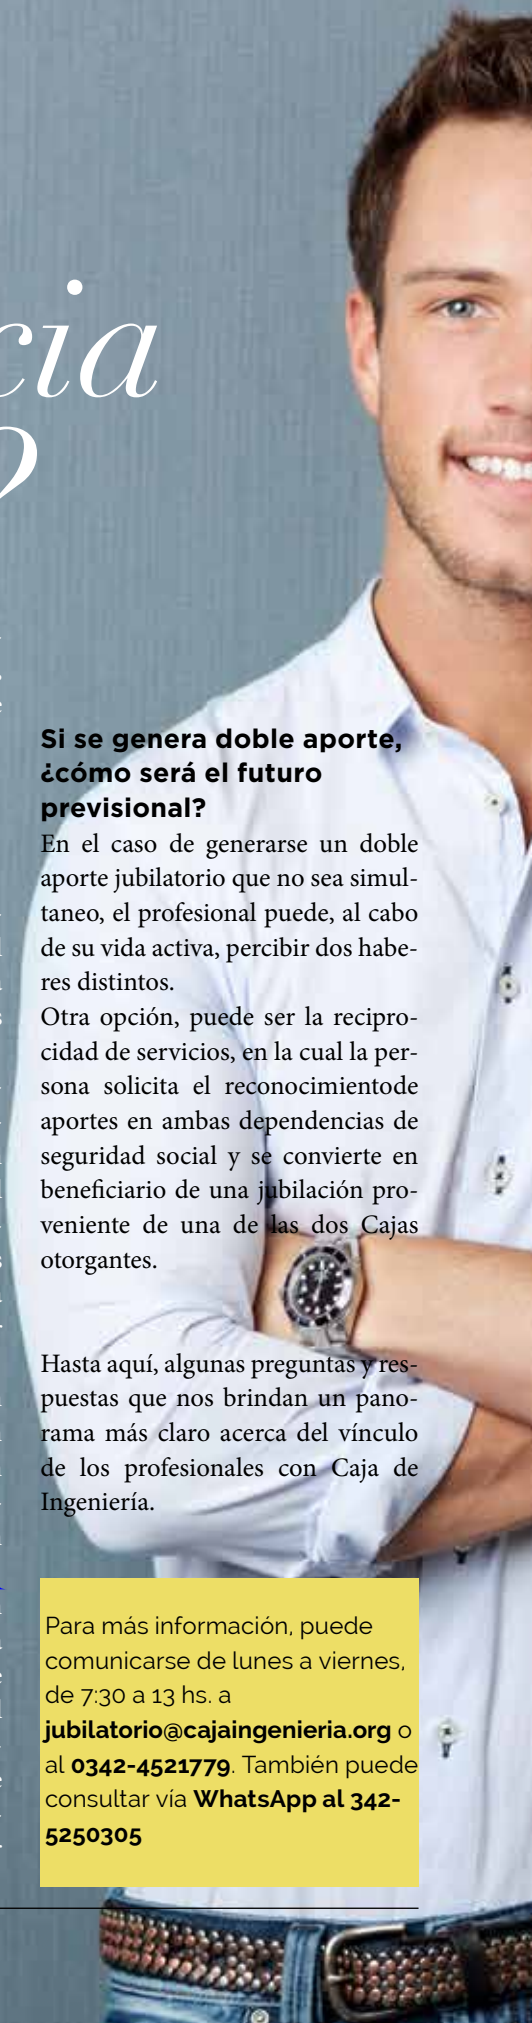 cia
?
Si se genera doble aporte,
¿cómo será el futuro
previsional?
En el caso de generarse un doble
aporte jubilatorio que no sea simul-
taneo, el profesional puede, al cabo
de su vida activa, percibir dos habe-
res distintos.
Otra opción, puede ser la recipro-
cidad de servicios, en la cual la per-
sona solicita el reconocimientode
aportes en ambas dependencias de
seguridad social y se convierte en
beneficiario de una jubilación pro-
veniente de una de las dos Cajas
otorgantes.
Hasta aquí, algunas preguntas y res-
puestas que nos brindan un pano-
rama más claro acerca del vínculo
de los profesionales con Caja de
Ingeniería.
Para más información, puede
comunicarse de lunes a viernes,
de 7:30 a 13 hs. a
jubilatorio@cajaingenieria.org o
al 0342-4521779. También puede
consultar vía WhatsApp al 342-
5250305